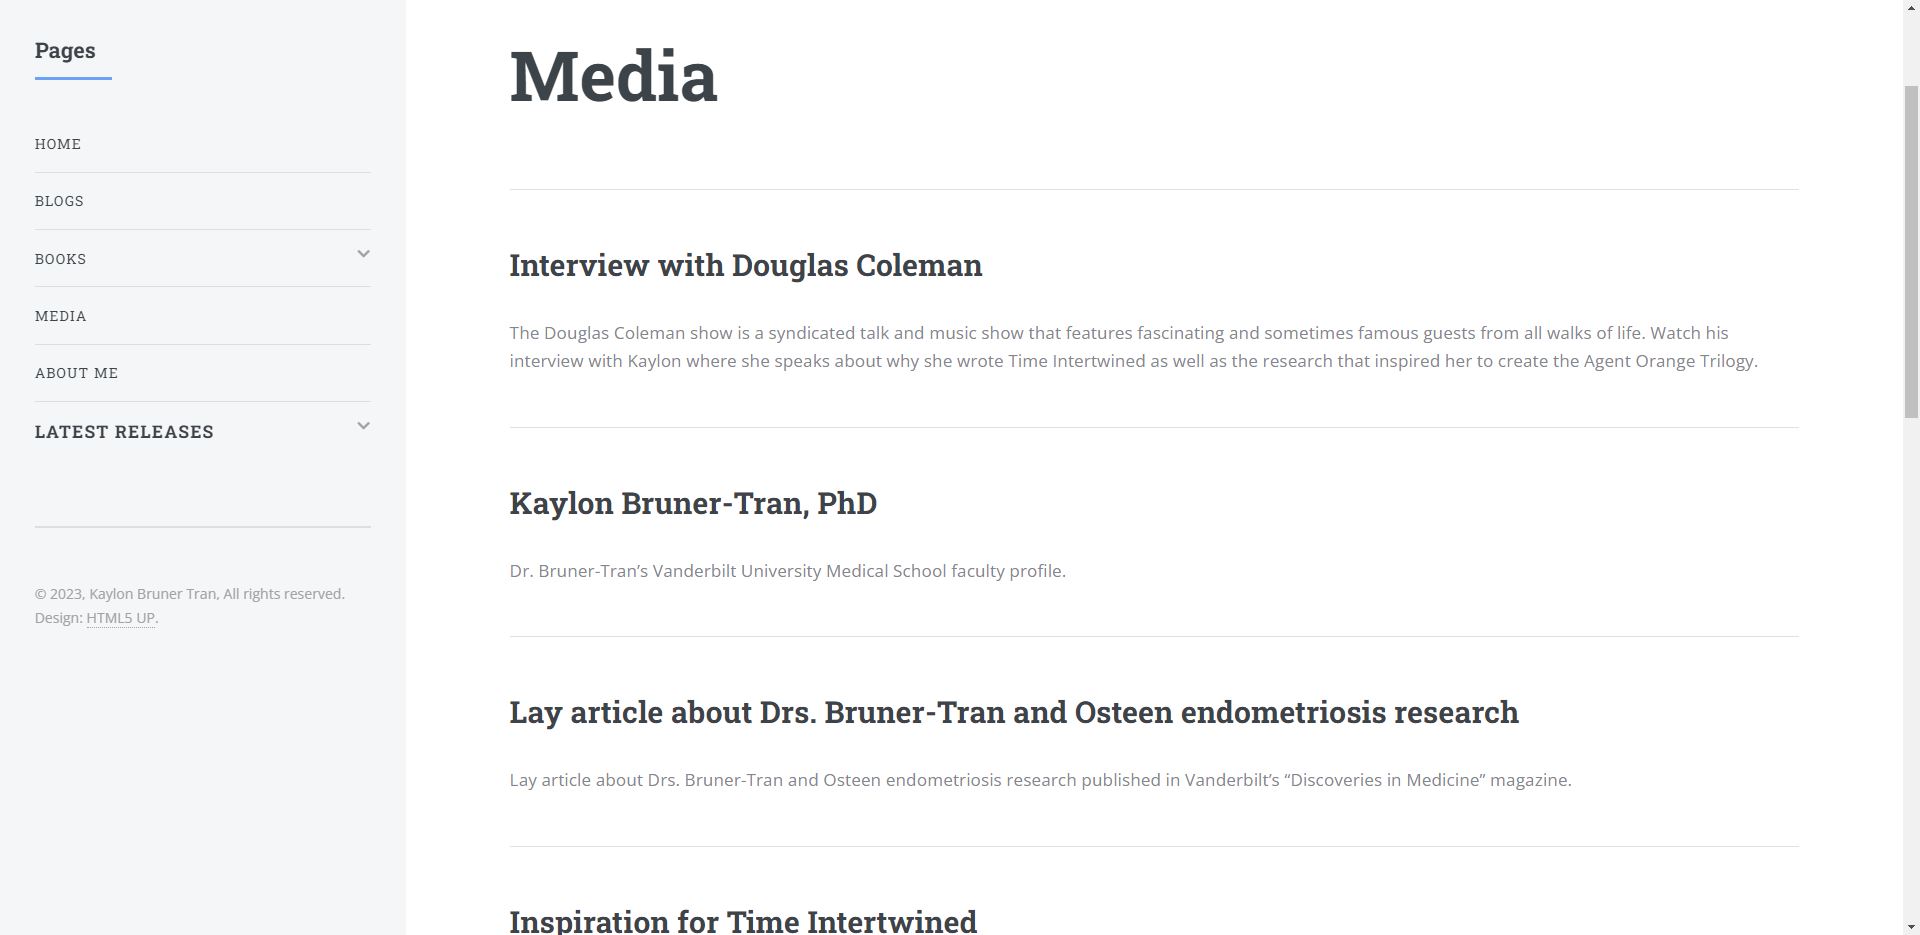 Pages
HOME
BLOGS
BOOKS
MEDIA
ABOUT ME
LATEST RELEASES
© 2023, Kaylon Bruner Tran, All rights reserved.
Design: HTML5 UP.
Media
Interview with Douglas Coleman
The Douglas Coleman show is a syndicated talk and music show that features fascinating and sometimes famous guests from all walks of life. Watch his
interview with Kaylon where she speaks about why she wrote Time Intertwined as well as the research that inspired her to create the Agent Orange Trilogy.
Kaylon Bruner-Tran, PhD
Dr. Bruner-Tran’s Vanderbilt University Medical School faculty profile.
Lay article about Drs. Bruner-Tran and Osteen endometriosis research
Lay article about Drs. Bruner-Tran and Osteen endometriosis research published in Vanderbilt’s “Discoveries in Medicine” magazine.
Inspiration for Time Intertwined